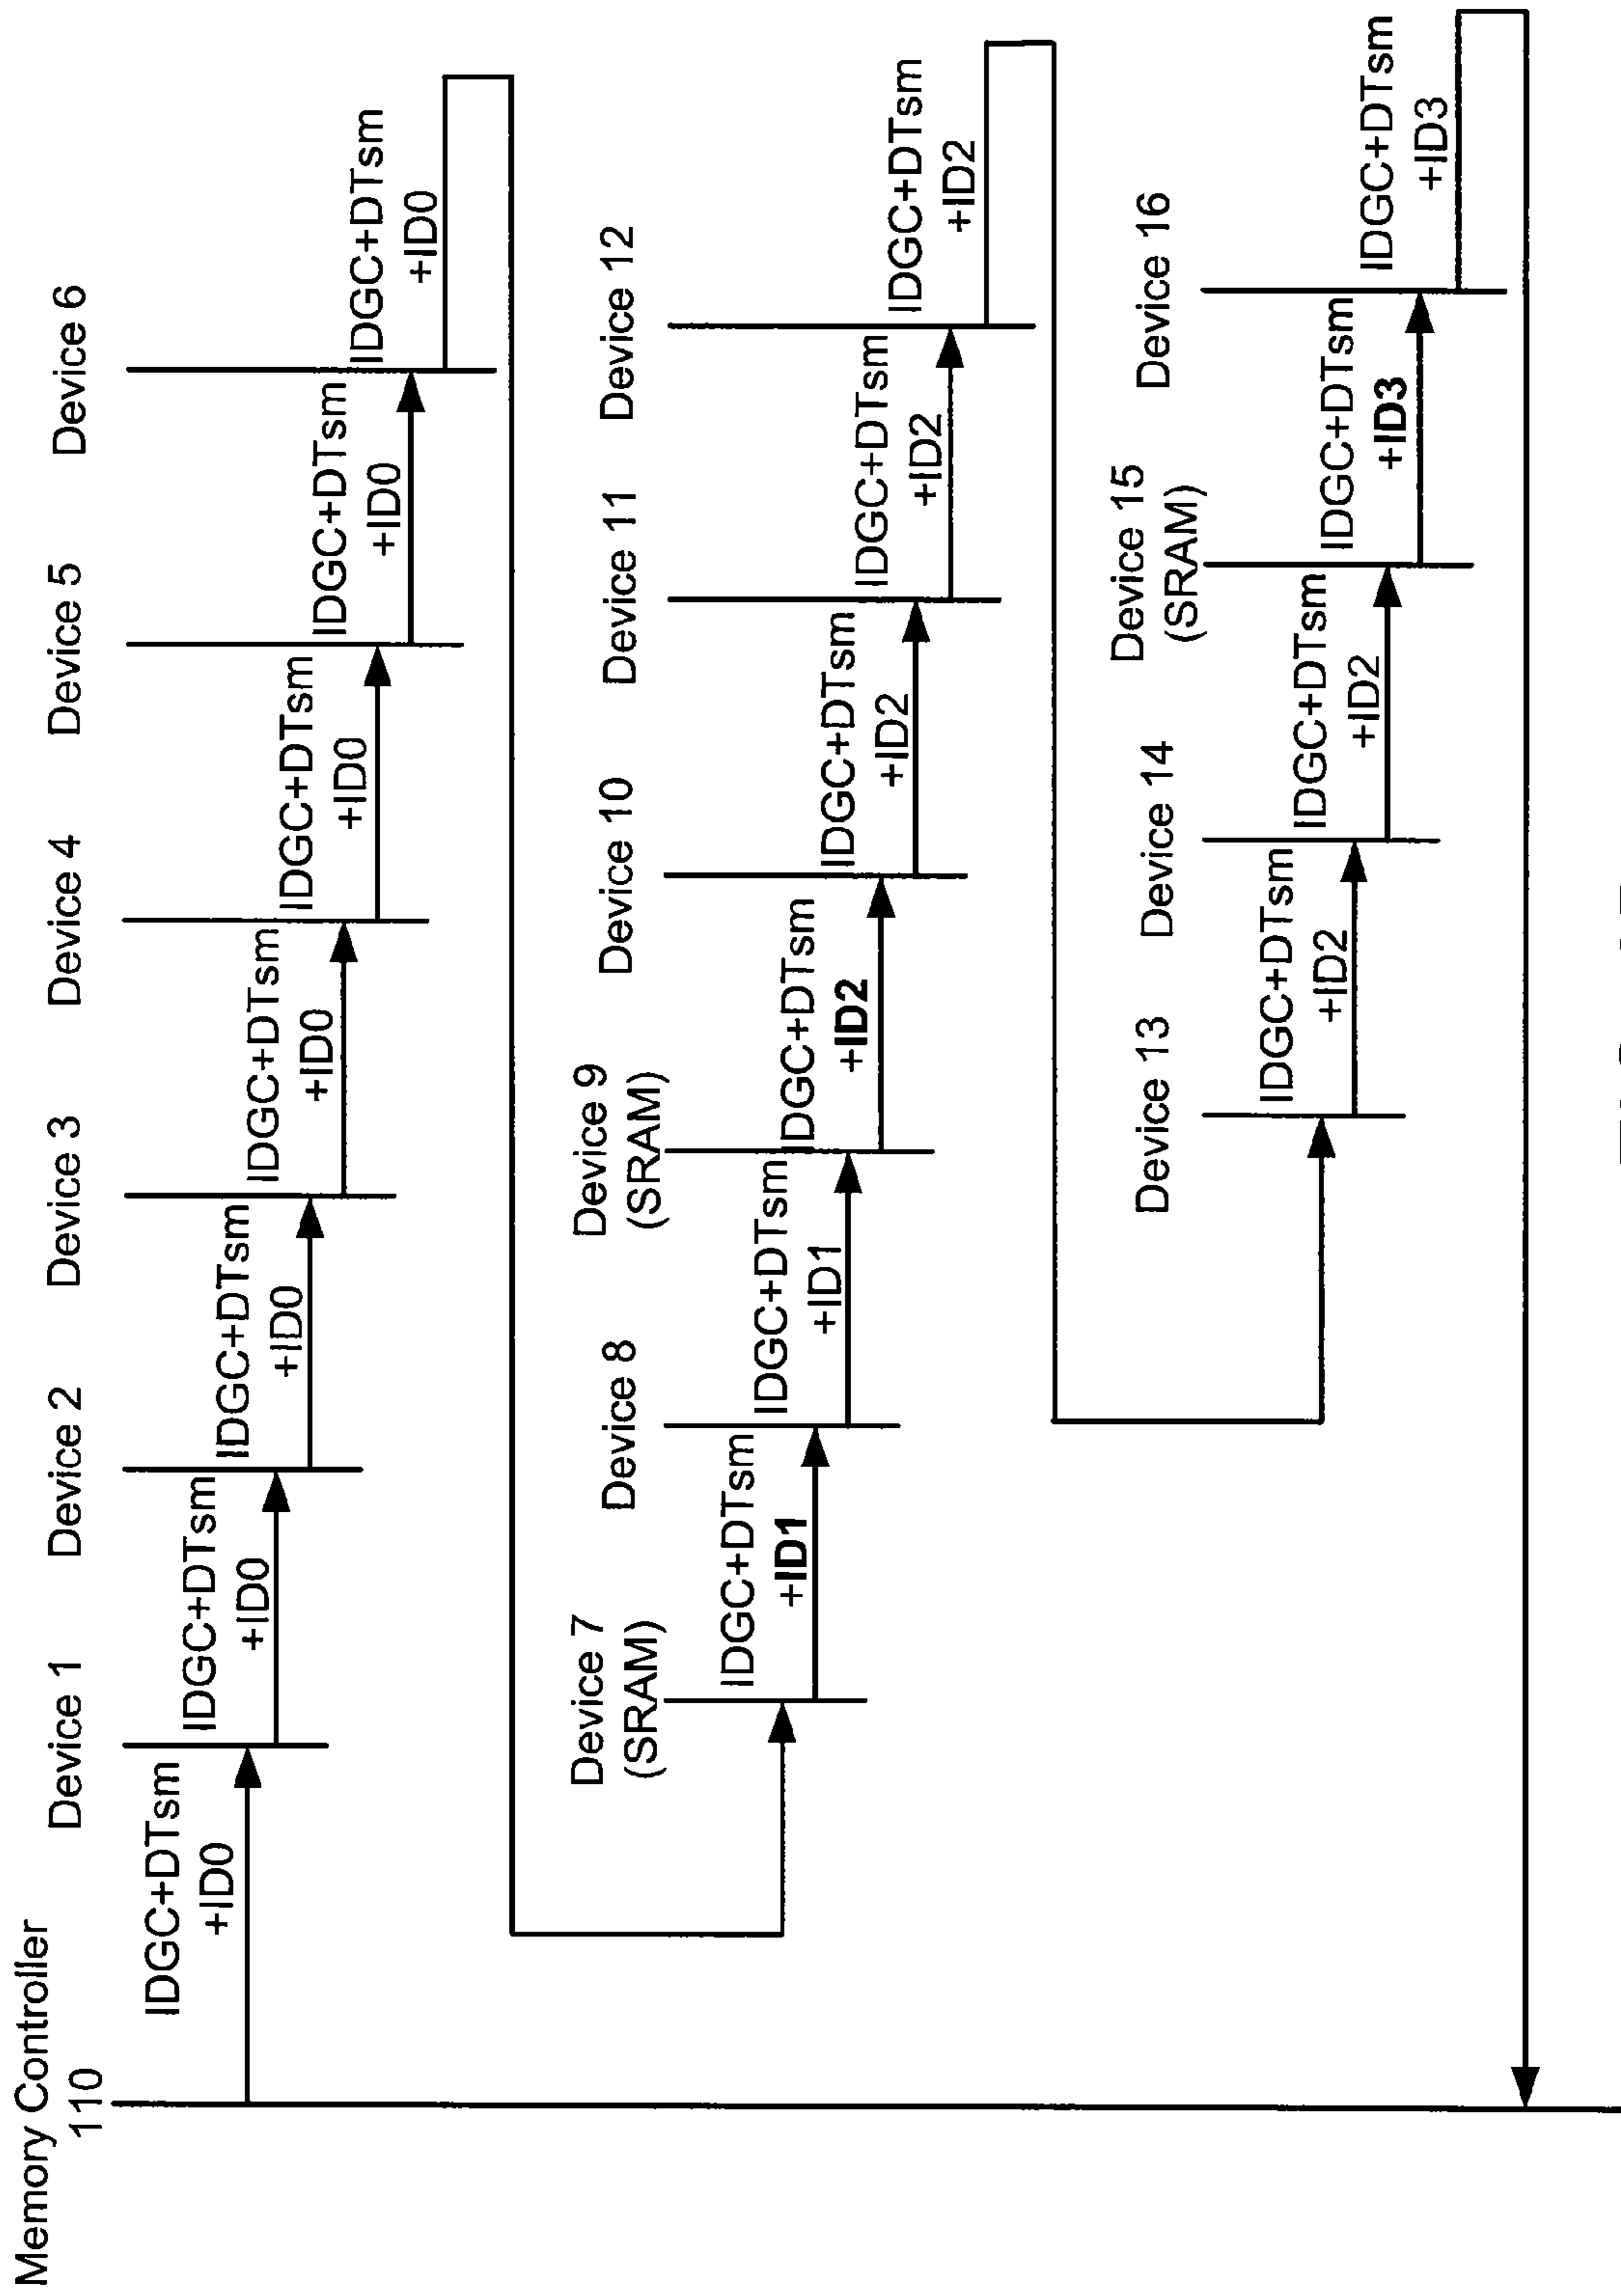 Memory Controller
110
Device 1
Device 2
Device 3
Device 4
Device 5
Device 6
IDGC+DTsm
+ID0
IDGC+DTsm
+ID0
IDGC+DTsm
+ID0
IDGC+DTsm
+ID0
IDGC+DTsm
+ID0
IDGC+DTsm
+ID0
IDGC+DTsm
+ID0
Device 7
(SRAM)
Device 8
Device 9
(SRAM)
Device 10
Device 11
Device 12
IDGC+DTsm
+ID1
IDGC+DTsm
+ID1
IDGC+DTsm
+ID2
IDGC+DTsm
+ID2
IDGC+DTsm
+ID2
IDGC+DTsm
+ID2
Device 13
Device 14
Device 15
(SRAM)
Device 16
IDGC+DTsm
+ID2
IDGC+DTsm
+ID2
IDGC+DTsm
+ID3
IDGC+DTsm
+ID3